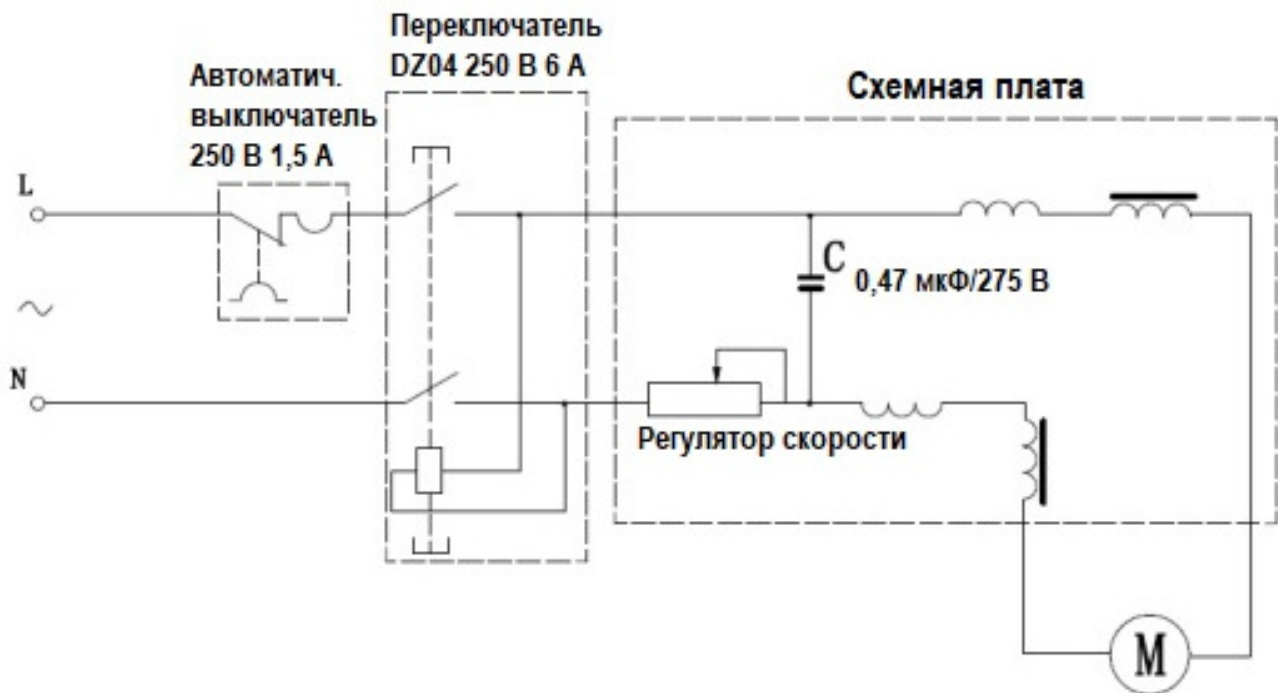 Переключатель
DZ04 250 В 6 А
Автоматич.
выключатель
250 В 1,5 А
Схемная плата
L
C
0,47 мкФ/275 В
N
Регулятор скорости
M